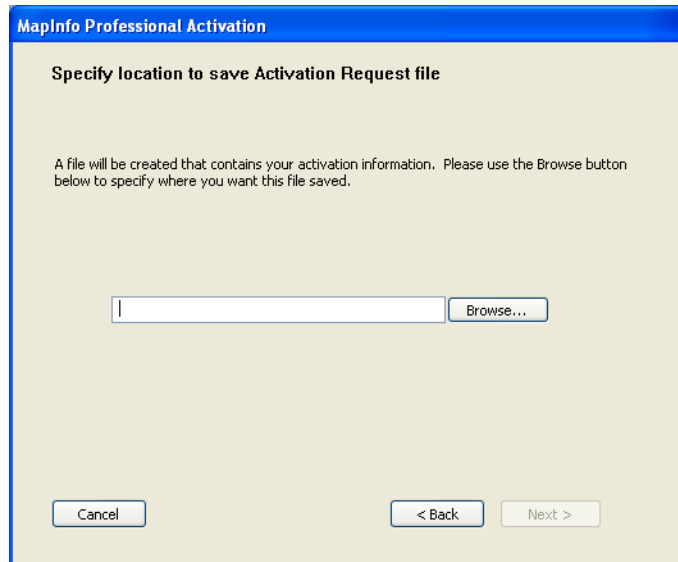 MapInfo Professional Activation
Specify location to save Activation Request file
A file will be created that contains your activation information.  Please use the Browse button
below to specify where you want this file saved.
Browse...
Cancel
< Back
Next >